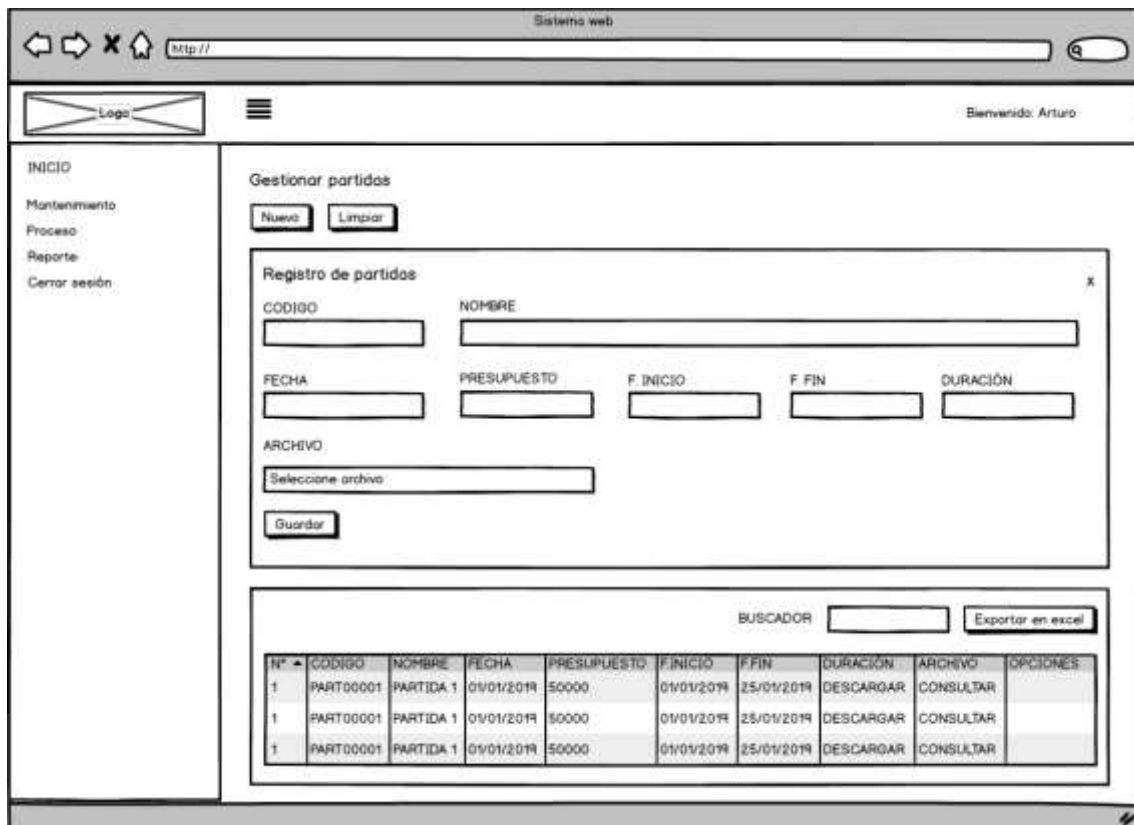 Sistema web
http://
Logo
Bienvenido: Arturo
INICIO
Mantenimiento
Proceso
Reporte
Cerrar sesión
Gestionar partidas
Nuevo Limpiar
Registro de partidas x
CODIGO NOMBRE
FECHA PRESUPUESTO F. INICIO F. FIN DURACIÓN
ARCHIVO
Seleccione archivo
Guardar
BUSCADOR Exportar en excel
N° CODIGO NOMBRE FECHA PRESUPUESTO F.INICIO F.FIN DURACIÓN ARCHIVO OPCIONES
1 PART00001 PARTIDA 1 01/01/2019 50000 01/01/2019 25/01/2019 DESCARGAR CONSULTAR
1 PART00001 PARTIDA 1 01/01/2019 50000 01/01/2019 25/01/2019 DESCARGAR CONSULTAR
1 PART00001 PARTIDA 1 01/01/2019 50000 01/01/2019 25/01/2019 DESCARGAR CONSULTAR